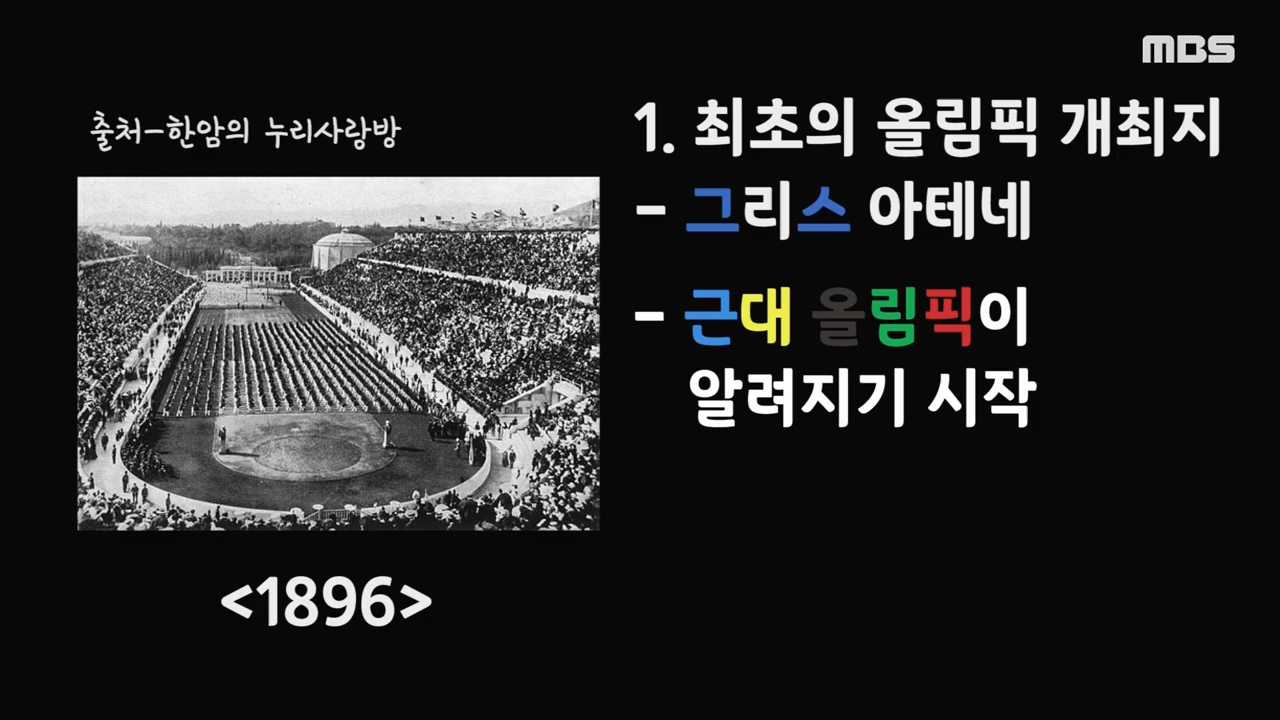 MBS
출처-한암의 누리사랑방
1. 최초의 올림픽 개최지
- 그리스 아테네
- 근대 올림픽이
알려지기 시작
<1896>